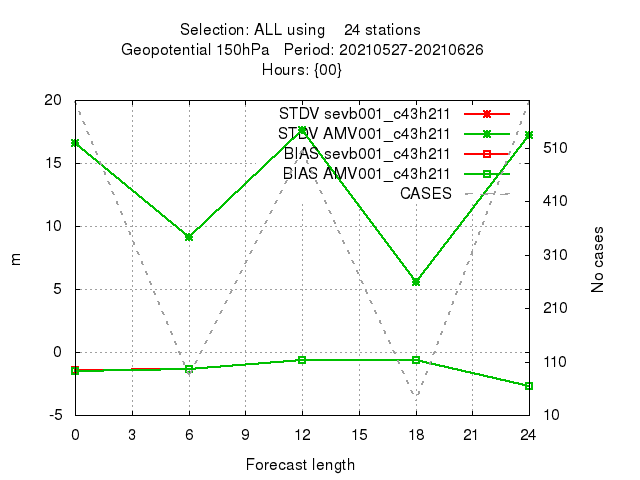 Selection: ALL using 24 stations
Geopotential 150hPa Period: 20210527-20210626
Hours: {00}
STDV sevb001_c43h211
STDV AMV001_c43h211
BIAS sevb001_c43h211
BIAS AMV001_c43h211
CASES
20
15
10
5
0
-5
m
510
410
310
210
110
10
No cases
0 3 6 9 12 15 18 21 24
Forecast length